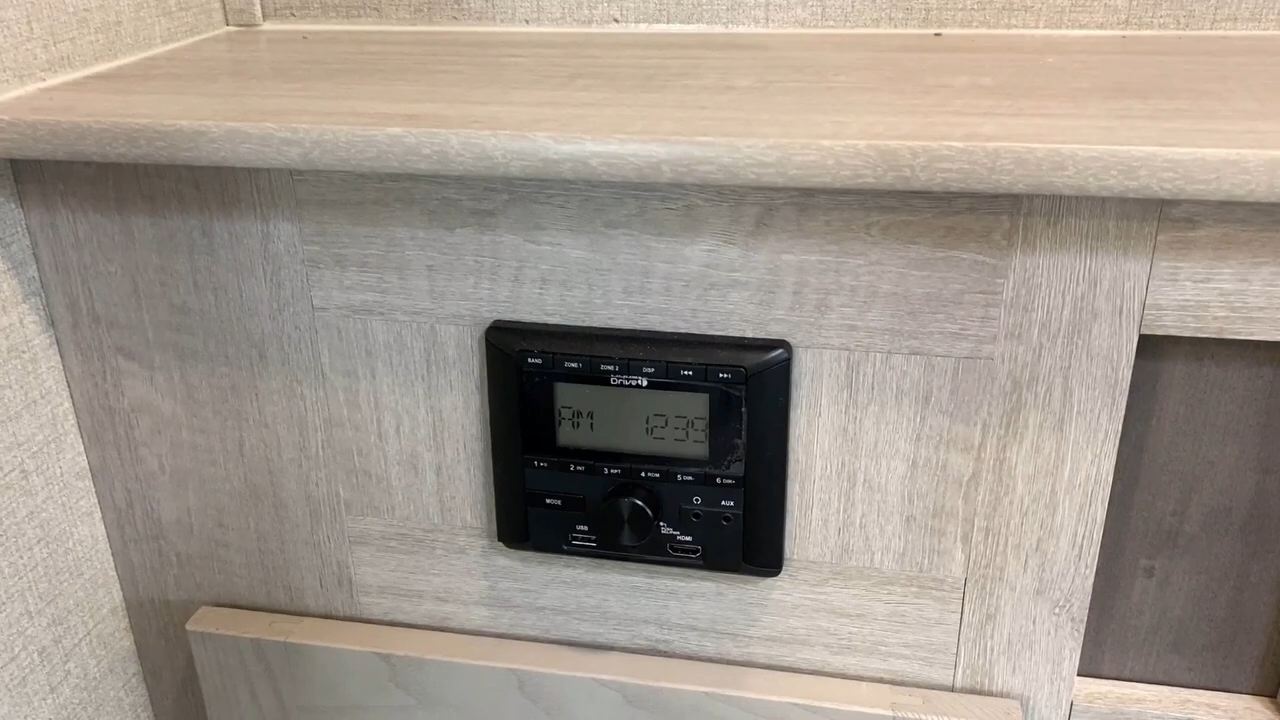 BAND ZONE 1 ZONE 2 DISP
Drive
AM 1239
1 2 INT 3 RPT 4 RDM 5 DIR- 6 DIR+
MODE AUX
USB
HDMI